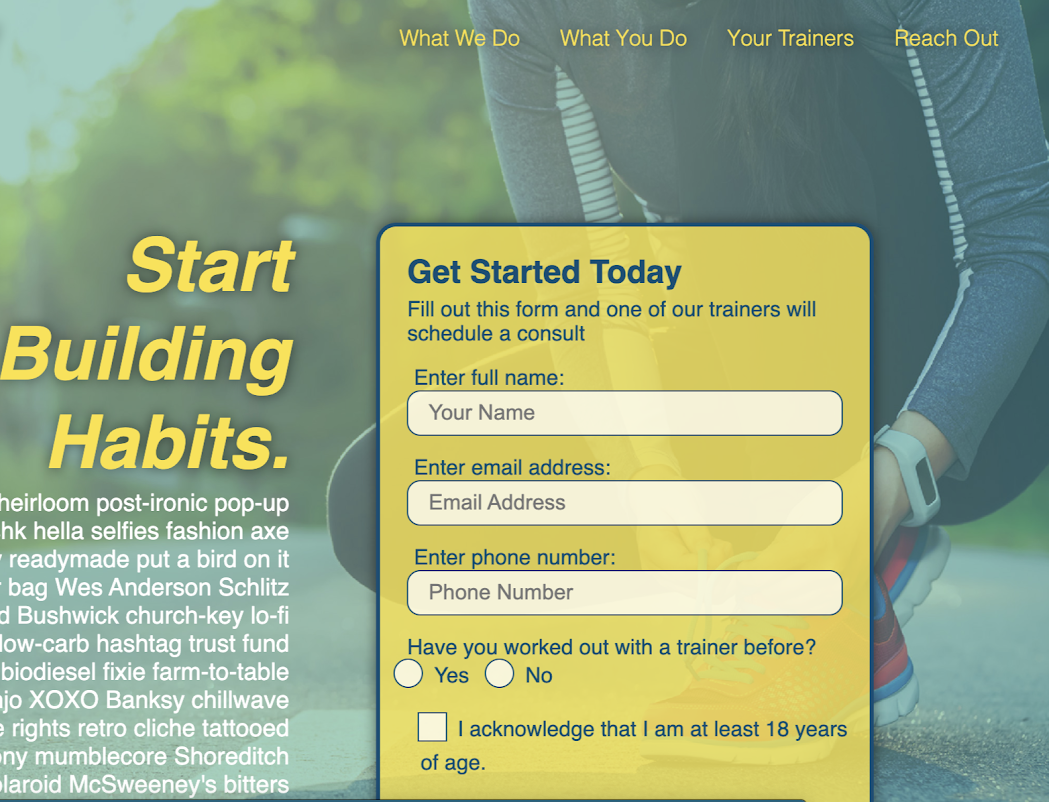 What We Do What You Do Your Trainers Reach Out
Start
Building
Habits.
heirloom post-ironic pop-up
hella selfies fashion axe
readymade put a bird on it
bag Wes Anderson Schlitz
Bushwick church-key lo-fi
low-carb hashtag trust fund
biodiesel fixie farm-to-table
XOXO Banksy chillwave
rights retro cliche tattooed
mumblecore Shoreditch
McSweeney's bitters
Get Started Today
Fill out this form and one of our trainers will
schedule a consult
Enter full name:
Your Name
Enter email address:
Email Address
Enter phone number:
Phone Number
Have you worked out with a trainer before?
Yes No
I acknowledge that I am at least 18 years
of age.